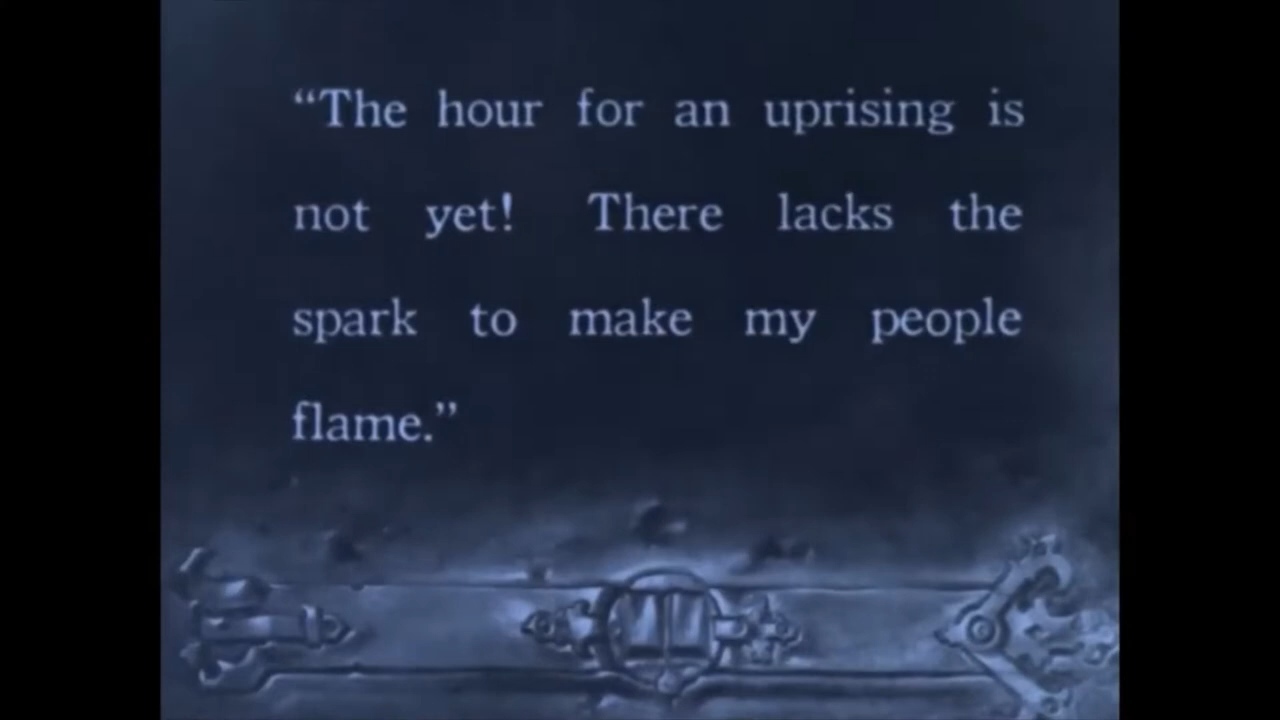 “The hour for an uprising is
not yet! There lacks the
spark to make my people
flame.”